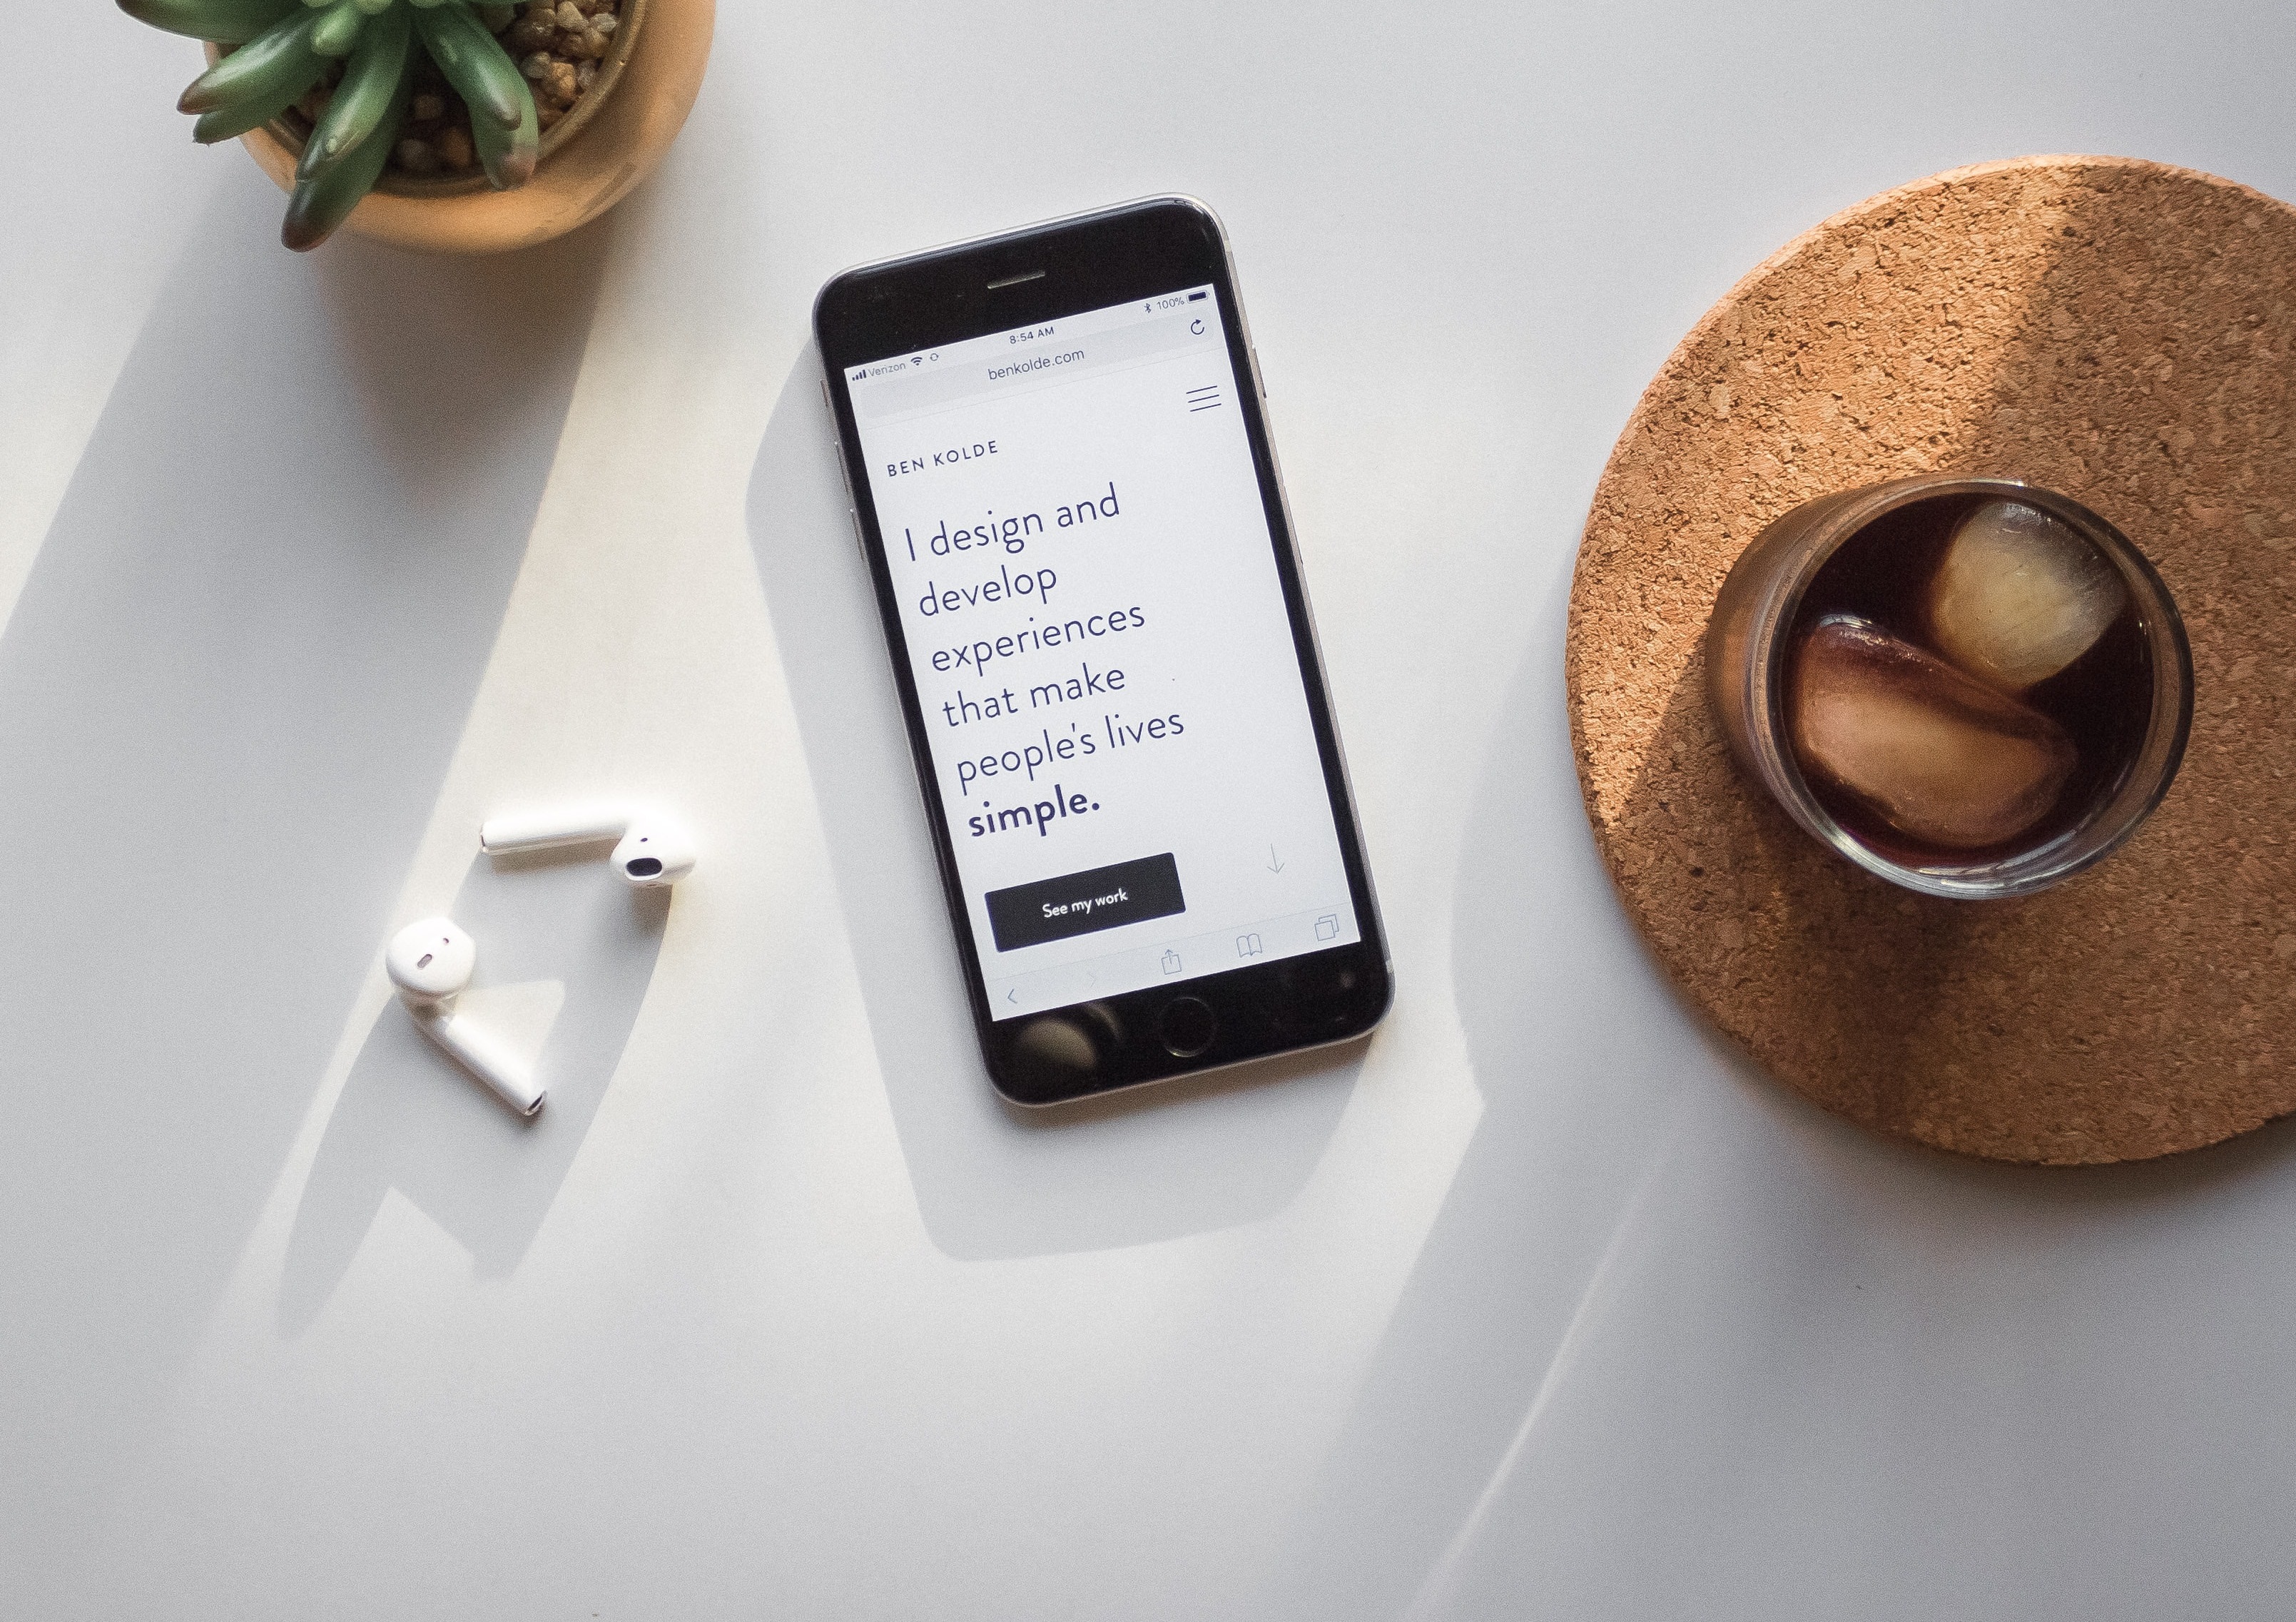 Verizon 8:54 AM 100%
benkolde.com
BEN KOLDE
I design and
develop
experiences
that make
people's lives
simple.
See my work